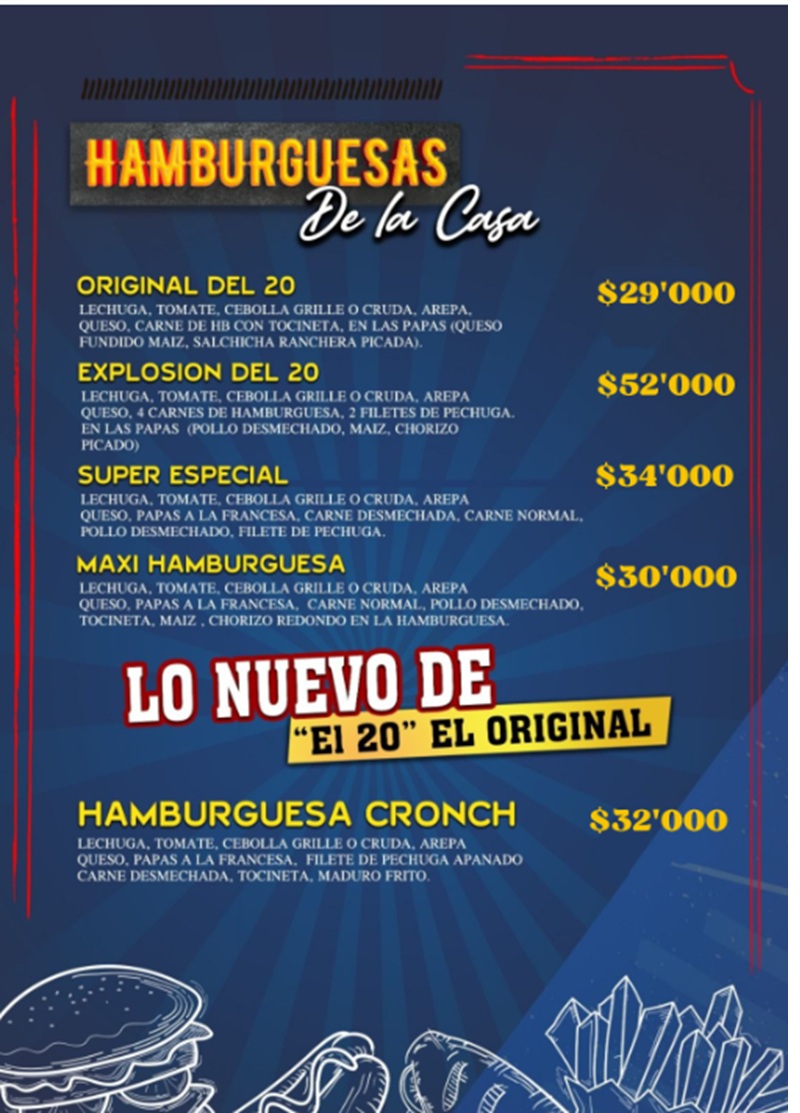 HAMBURGUESAS
De la Casa
ORIGINAL DEL 20
$29'000
LECHUGA, TOMATE, CEBOLLA GRILLE O CRUDA, AREPA,
QUESO, CARNE DE HB CON TOCINETA, EN LAS PAPAS (QUESO
FUNDIDO MAIZ, SALCHICHA RANCHERA PICADA).
EXPLOSION DEL 20
$52'000
LECHUGA, TOMATE, CEBOLLA GRILLE O CRUDA, AREPA
QUESO, 4 CARNES DE HAMBURGUESA, 2 FILETES DE PECHUGA.
EN LAS PAPAS (POLLO DESMECHADO, MAIZ, CHORIZO
PICADO)
SUPER ESPECIAL
$34'000
LECHUGA, TOMATE, CEBOLLA GRILLE O CRUDA, AREPA
QUESO, PAPAS A LA FRANCESA, CARNE DESMECHADA, CARNE NORMAL,
POLLO DESMECHADO, FILETE DE PECHUGA.
MAXI HAMBURGUESA
$30'000
LECHUGA, TOMATE, CEBOLLA GRILLE O CRUDA, AREPA
QUESO, PAPAS A LA FRANCESA, CARNE NORMAL, POLLO DESMECHADO,
TOCINETA, MAIZ , CHORIZO REDONDO EN LA HAMBURGUESA.
LO NUEVO DE
“El 20” EL ORIGINAL
HAMBURGUESA CRONCH
$32'000
LECHUGA, TOMATE, CEBOLLA GRILLE O CRUDA, AREPA
QUESO, PAPAS A LA FRANCESA, FILETE DE PECHUGA APANADO
CARNE DESMECHADA, TOCINETA, MADURO FRITO.